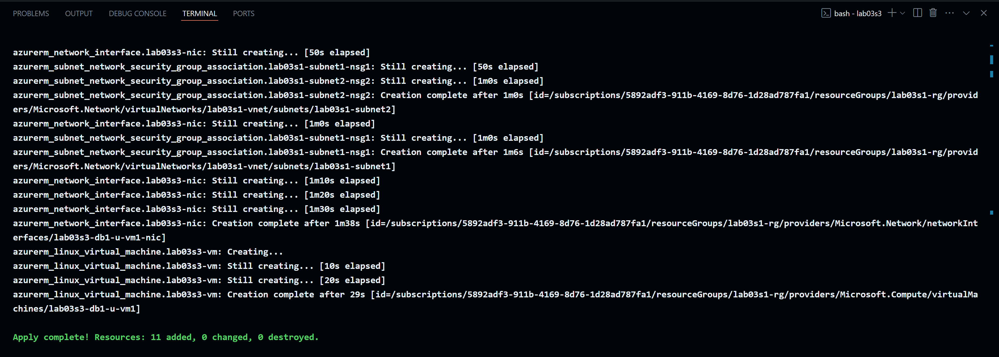 PROBLEMS OUTPUT DEBUG CONSOLE TERMINAL PORTS bash - lab03s3
azurerm_network_interface.lab03s3-nic: Still creating... [50s elapsed]
azurerm_subnet_network_security_group_association.lab03s1-subnet1-nsg1: Still creating... [50s elapsed]
azurerm_subnet_network_security_group_association.lab03s1-subnet2-nsg2: Still creating... [1m0s elapsed]
azurerm_subnet_network_security_group_association.lab03s1-subnet2-nsg2: Creation complete after 1m0s [id=/subscriptions/5892adf3-911b-4169-8d76-1d28ad787fa1/resourceGroups/lab03s1-rg/provid
ers/Microsoft.Network/virtualNetworks/lab03s1-vnet/subnets/lab03s1-subnet2]
azurerm_network_interface.lab03s3-nic: Still creating... [1m0s elapsed]
azurerm_subnet_network_security_group_association.lab03s1-subnet1-nsg1: Still creating... [1m0s elapsed]
azurerm_subnet_network_security_group_association.lab03s1-subnet1-nsg1: Creation complete after 1m6s [id=/subscriptions/5892adf3-911b-4169-8d76-1d28ad787fa1/resourceGroups/lab03s1-rg/provid
ers/Microsoft.Network/virtualNetworks/lab03s1-vnet/subnets/lab03s1-subnet1]
azurerm_network_interface.lab03s3-nic: Still creating... [1m10s elapsed]
azurerm_network_interface.lab03s3-nic: Still creating... [1m20s elapsed]
azurerm_network_interface.lab03s3-nic: Still creating... [1m30s elapsed]
azurerm_network_interface.lab03s3-nic: Creation complete after 1m38s [id=/subscriptions/5892adf3-911b-4169-8d76-1d28ad787fa1/resourceGroups/lab03s1-rg/providers/Microsoft.Network/networkInt
erfaces/lab03s3-db1-u-vm1-nic]
azurerm_linux_virtual_machine.lab03s3-vm: Creating...
azurerm_linux_virtual_machine.lab03s3-vm: Still creating... [10s elapsed]
azurerm_linux_virtual_machine.lab03s3-vm: Still creating... [20s elapsed]
azurerm_linux_virtual_machine.lab03s3-vm: Creation complete after 29s [id=/subscriptions/5892adf3-911b-4169-8d76-1d28ad787fa1/resourceGroups/lab03s1-rg/providers/Microsoft.Compute/virtualMa
chines/lab03s3-db1-u-vm1]
Apply complete! Resources: 11 added, 0 changed, 0 destroyed.